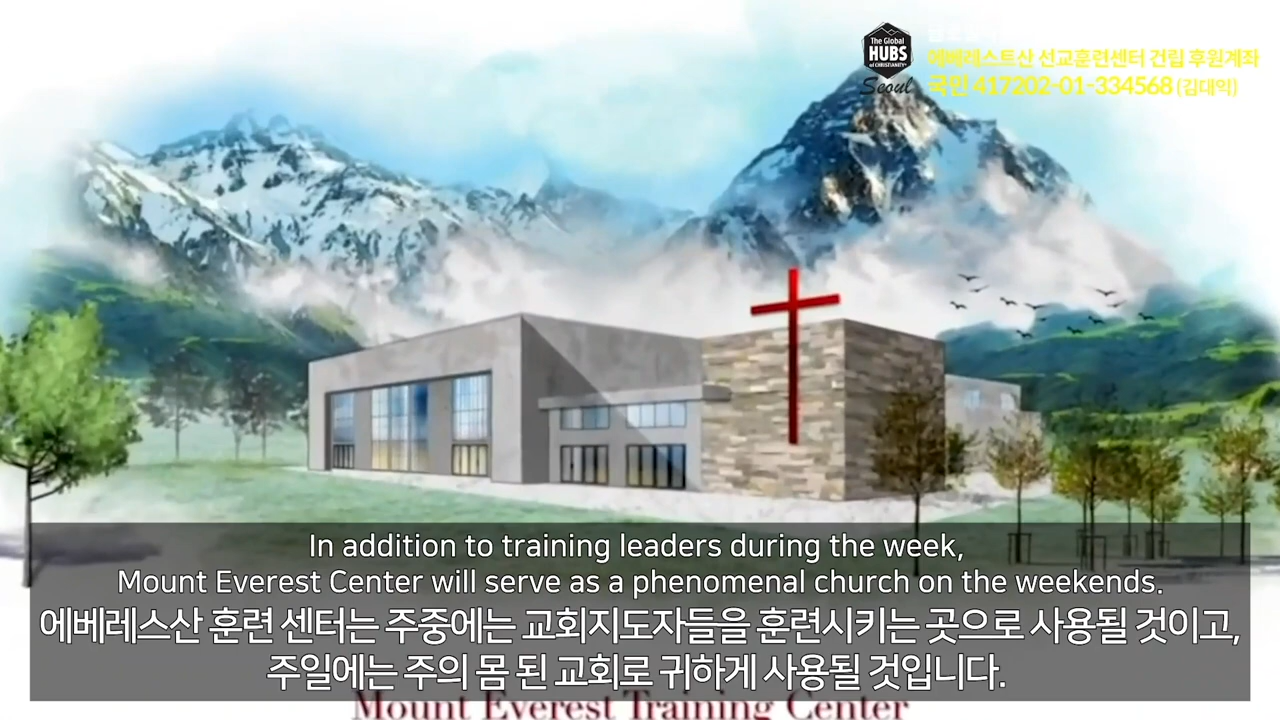 The Global
HUBS
of CHRISTIANITY
Seoul
에베레스트산 선교훈련센터 건립 후원계좌
국민 417202-01-334568 (김대억)
In addition to training leaders during the week,
Mount Everest Center will serve as a phenomenal church on the weekends.
에베레스산 훈련 센터는 주중에는 교회지도자들을 훈련시키는 곳으로 사용될 것이고,
주일에는 주의 몸 된 교회로 귀하게 사용될 것입니다.
Mount Everest Training Center